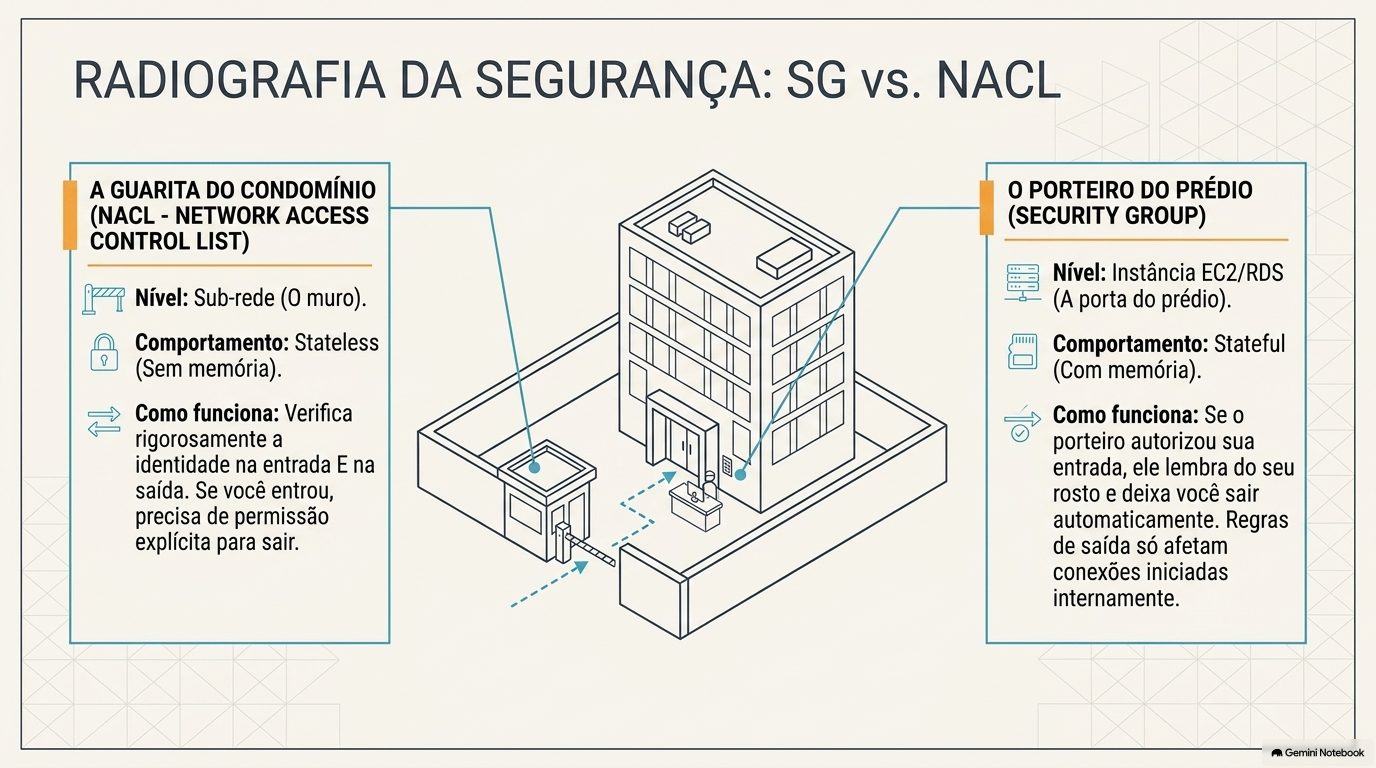 RADIOGRAFIA DA SEGURANÇA: SG vs. NACL
A GUARITA DO CONDOMÍNIO
(NACL - NETWORK ACCESS
CONTROL LIST)
Nível: Sub-rede (O muro).
Comportamento: Stateless
(Sem memória).
Como funciona: Verifica
rigorosamente a
identidade na entrada E na
saída. Se você entrou,
precisa de permissão
explícita para sair.
O PORTEIRO DO PRÉDIO
(SECURITY GROUP)
Nível: Instância EC2/RDS
(A porta do prédio).
Comportamento: Stateful
(Com memória).
Como funciona: Se o
porteiro autorizou sua
entrada, ele lembra do seu
rosto e deixa você sair
automaticamente. Regras
de saída só afetam
conexões iniciadas
internamente.
Gemini Notebook